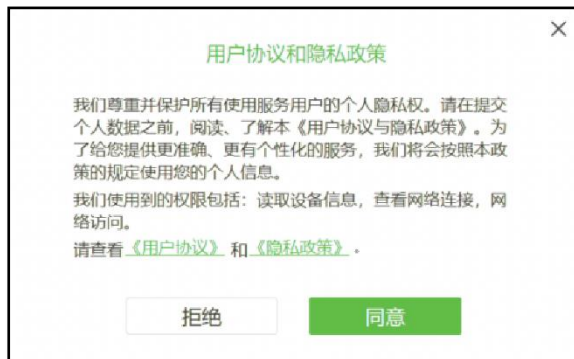 用户协议和隐私政策
我们尊重并保护所有使用服务用户的个人隐私权。请在提交
个人数据之前，阅读、了解本《用户协议与隐私政策》。为
了给您提供更准确、更有个性化的服务，我们将会按照本政
策的规定使用您的个人信息。
我们使用到的权限包括：读取设备信息，查看网络连接，网
络访问。
请查看《用户协议》 和《隐私政策》 。
拒绝 同意